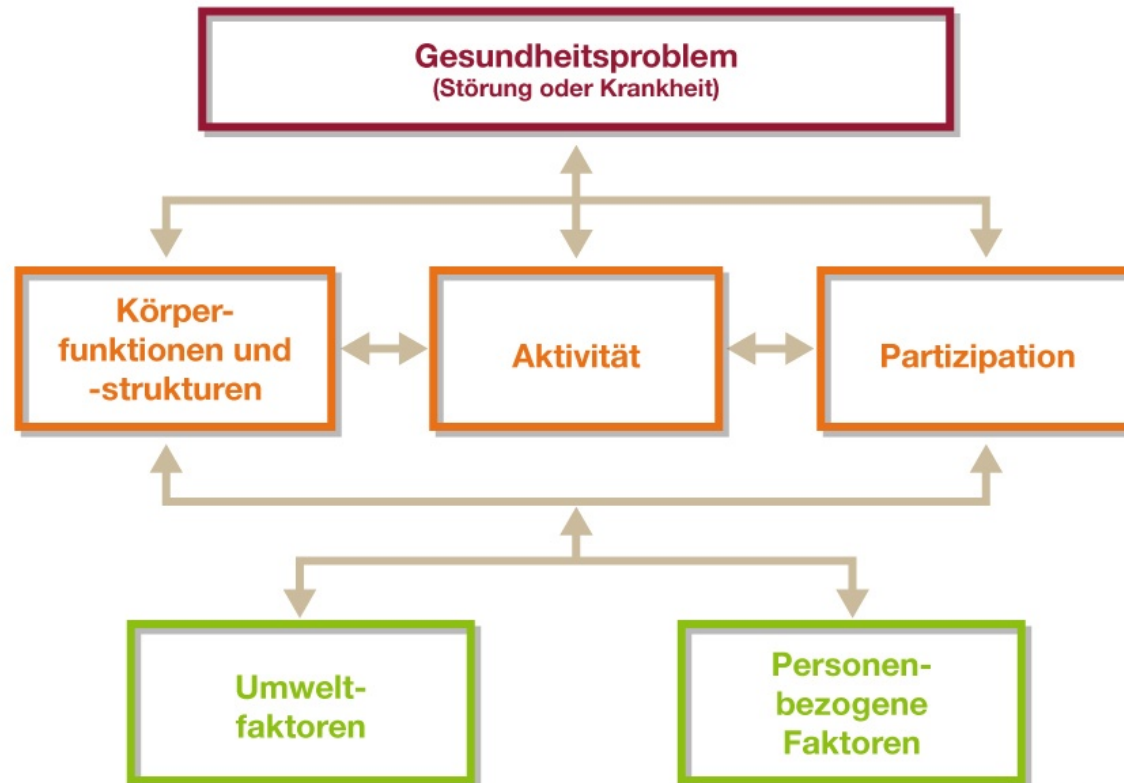 Gesundheitsproblem
(Störung oder Krankheit)
Körper-
funktionen und
-strukturen
Aktivität
Partizipation
Umwelt-
faktoren
Personen-
bezogene
Faktoren